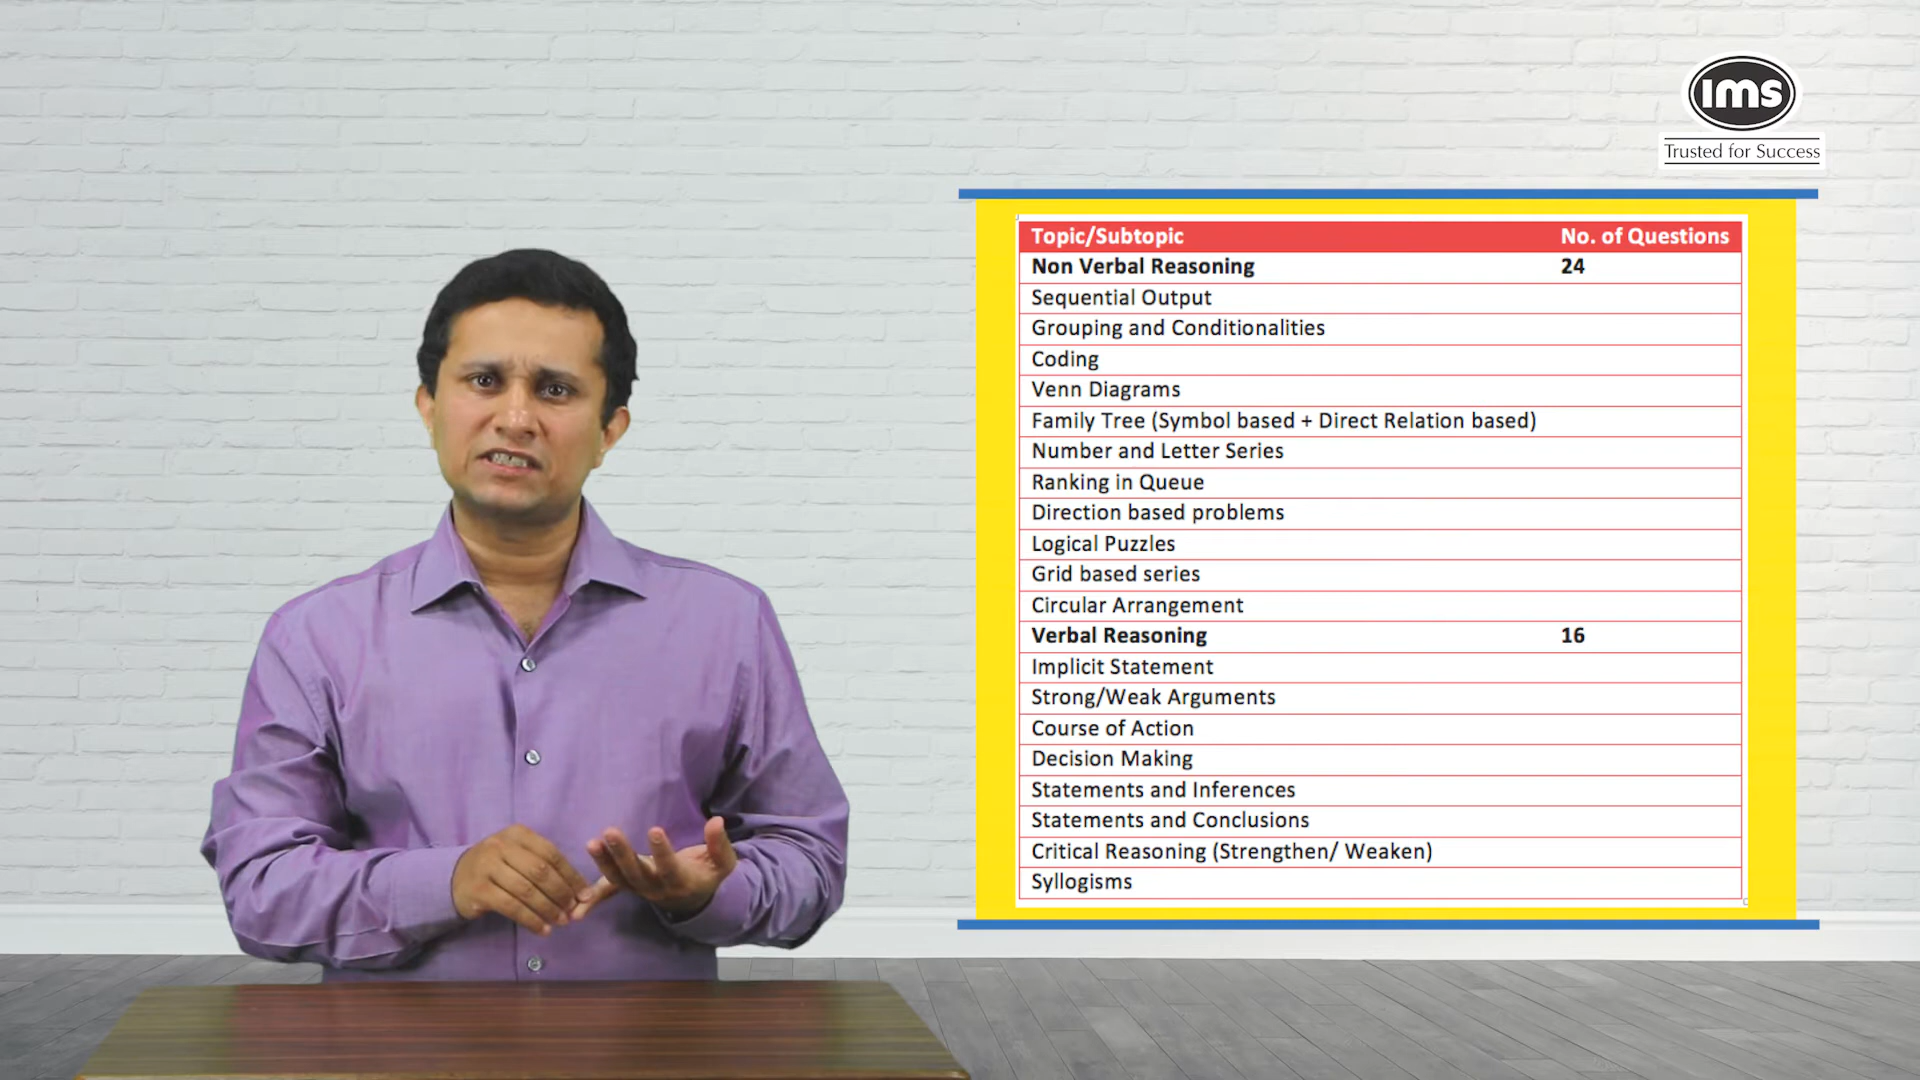 ims
Trusted for Success
Topic/Subtopic No. of Questions
Non Verbal Reasoning 24
Sequential Output
Grouping and Conditionalities
Coding
Venn Diagrams
Family Tree (Symbol based + Direct Relation based)
Number and Letter Series
Ranking in Queue
Direction based problems
Logical Puzzles
Grid based series
Circular Arrangement
Verbal Reasoning 16
Implicit Statement
Strong/Weak Arguments
Course of Action
Decision Making
Statements and Inferences
Statements and Conclusions
Critical Reasoning (Strengthen/ Weaken)
Syllogisms